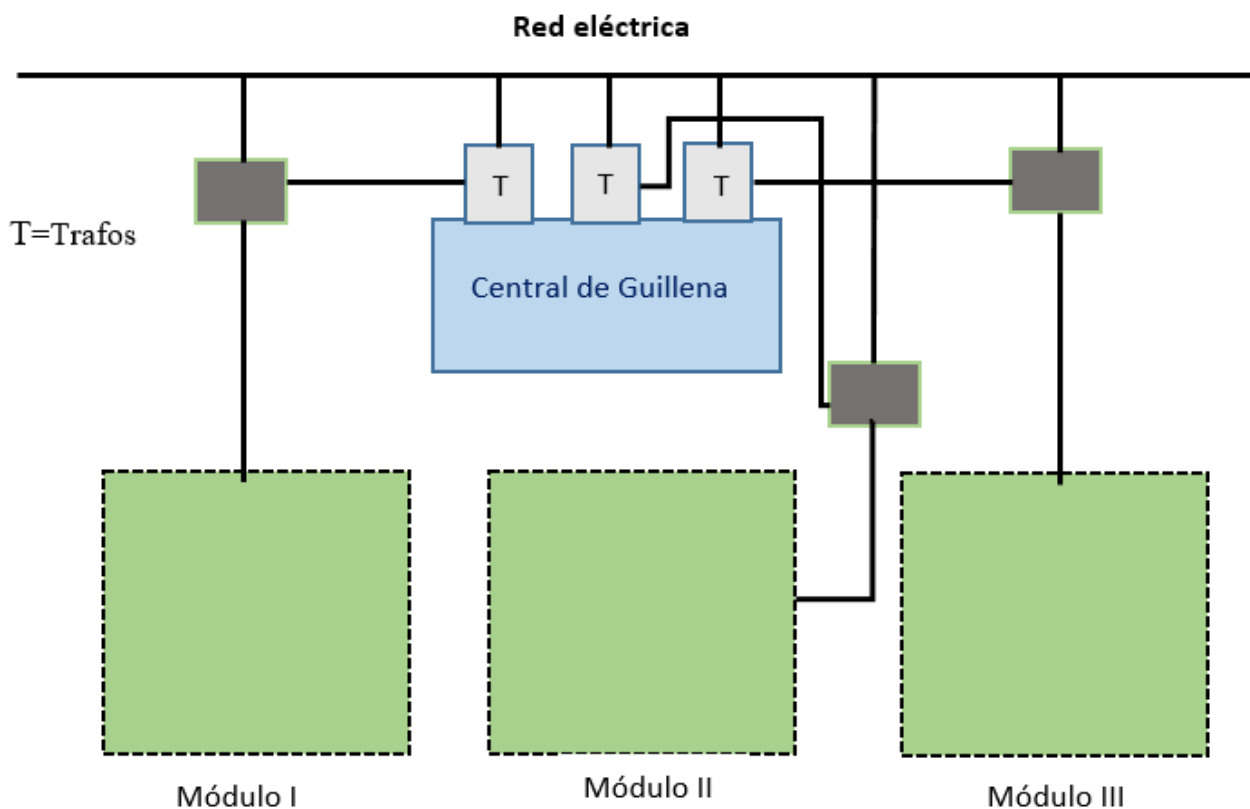 Red eléctrica
T
T
T
T=Trafos
Central de Guillena
Módulo I
Módulo II
Módulo III